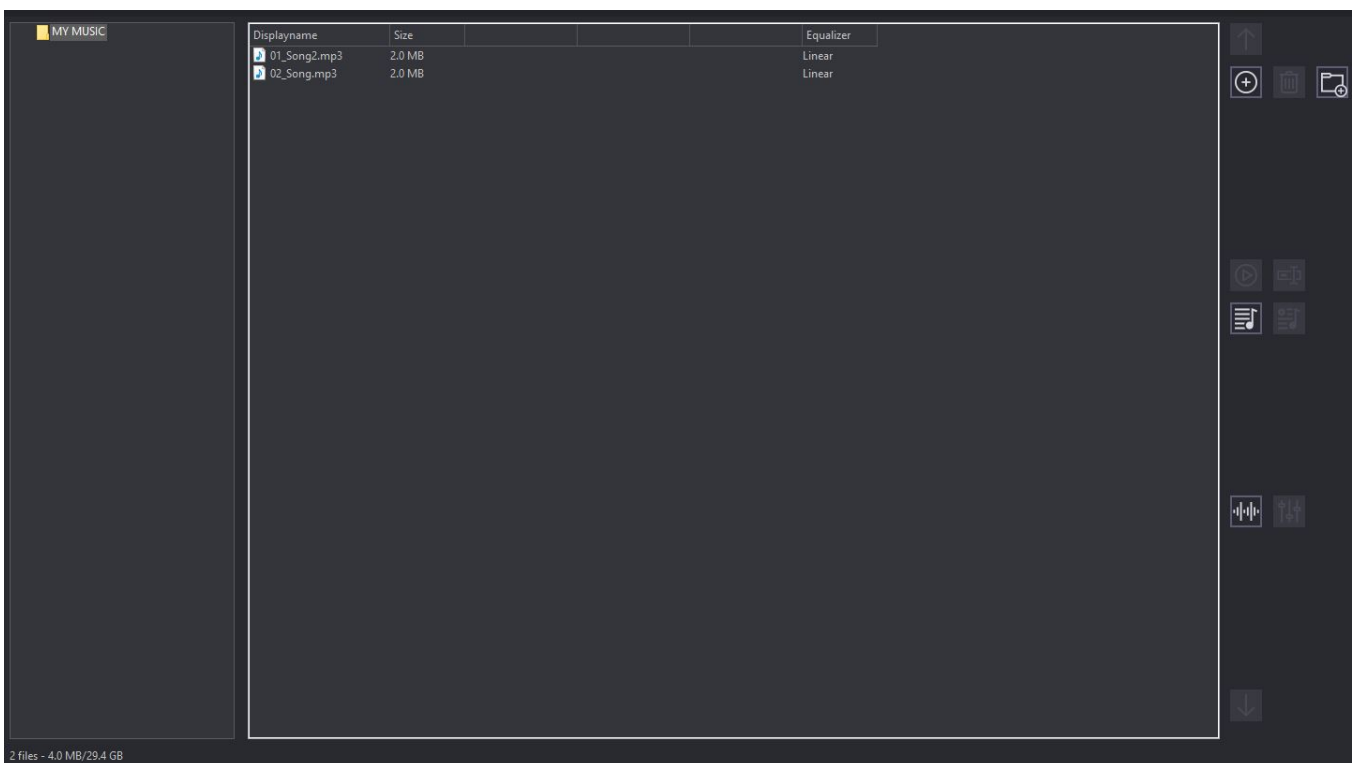 MY MUSIC
Displayname Size Equalizer
01_Song2.mp3 2.0 MB Linear
02_Song.mp3 2.0 MB Linear
2 files - 4.0 MB/29.4 GB